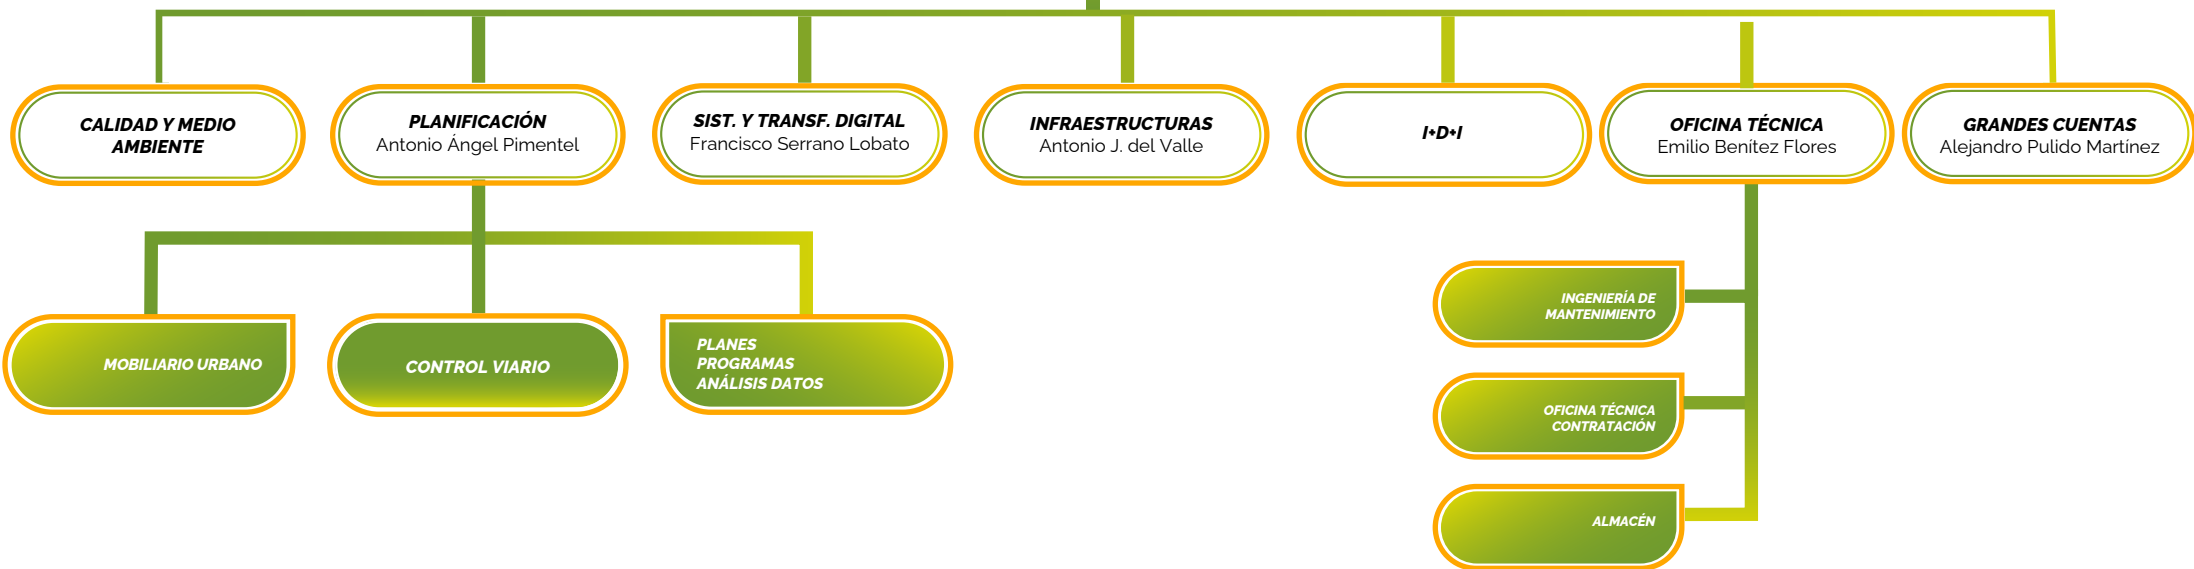 CALIDAD Y MEDIO
AMBIENTE
PLANIFICACIÓN
Antonio Ángel Pimentel
SIST. Y TRANSF. DIGITAL
Francisco Serrano Lobato
INFRAESTRUCTURAS
Antonio J. del Valle
I+D+I
OFICINA TÉCNICA
Emilio Benítez Flores
GRANDES CUENTAS
Alejandro Pulido Martínez
MOBILIARIO URBANO
CONTROL VIARIO
PLANES
PROGRAMAS
ANÁLISIS DATOS
INGENIERÍA DE
MANTENIMIENTO
OFICINA TÉCNICA
CONTRATACIÓN
ALMACÉN